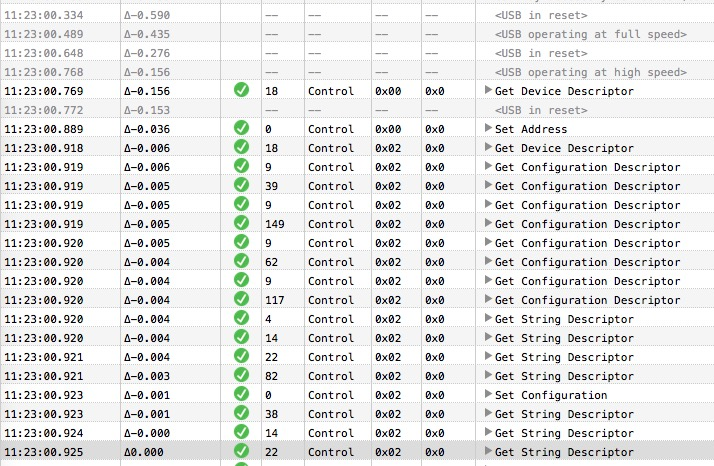 11:23:00.334 Δ-0.590 —— —— —— —— <USB in reset>
11:23:00.489 Δ-0.435 —— —— —— —— <USB operating at full speed>
11:23:00.648 Δ-0.276 —— —— —— —— <USB in reset>
11:23:00.768 Δ-0.156 —— —— —— —— <USB operating at high speed>
11:23:00.769 Δ-0.156 18 Control 0x00 0x0 Get Device Descriptor
11:23:00.772 Δ-0.153 —— —— —— —— <USB in reset>
11:23:00.889 Δ-0.036 0 Control 0x00 0x0 Set Address
11:23:00.918 Δ-0.006 18 Control 0x02 0x0 Get Device Descriptor
11:23:00.919 Δ-0.006 9 Control 0x02 0x0 Get Configuration Descriptor
11:23:00.919 Δ-0.005 39 Control 0x02 0x0 Get Configuration Descriptor
11:23:00.919 Δ-0.005 9 Control 0x02 0x0 Get Configuration Descriptor
11:23:00.919 Δ-0.005 149 Control 0x02 0x0 Get Configuration Descriptor
11:23:00.920 Δ-0.005 9 Control 0x02 0x0 Get Configuration Descriptor
11:23:00.920 Δ-0.004 62 Control 0x02 0x0 Get Configuration Descriptor
11:23:00.920 Δ-0.004 9 Control 0x02 0x0 Get Configuration Descriptor
11:23:00.920 Δ-0.004 117 Control 0x02 0x0 Get Configuration Descriptor
11:23:00.920 Δ-0.004 4 Control 0x02 0x0 Get String Descriptor
11:23:00.920 Δ-0.004 14 Control 0x02 0x0 Get String Descriptor
11:23:00.921 Δ-0.004 22 Control 0x02 0x0 Get String Descriptor
11:23:00.921 Δ-0.003 82 Control 0x02 0x0 Get String Descriptor
11:23:00.923 Δ-0.001 0 Control 0x02 0x0 Set Configuration
11:23:00.923 Δ-0.001 38 Control 0x02 0x0 Get String Descriptor
11:23:00.924 Δ-0.000 14 Control 0x02 0x0 Get String Descriptor
11:23:00.925 Δ0.000 22 Control 0x02 0x0 Get String Descriptor